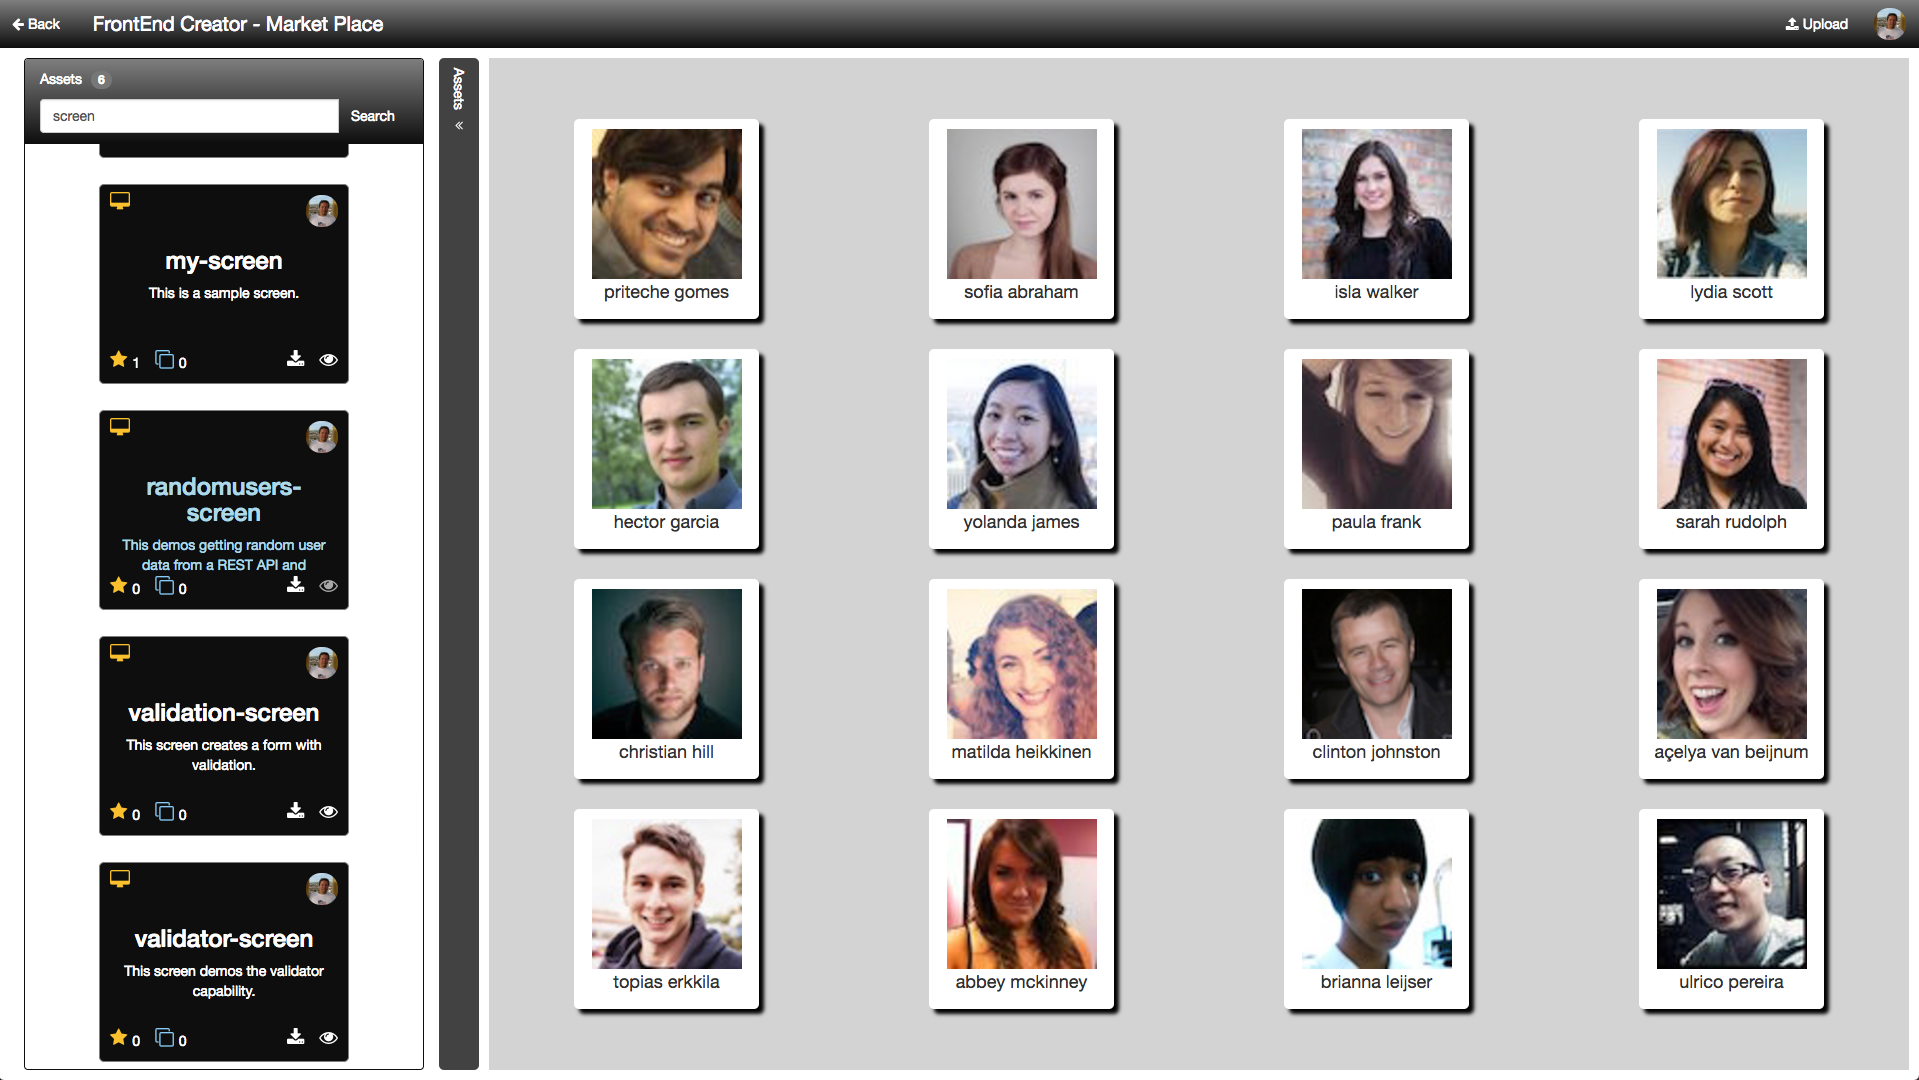 Back
FrontEnd Creator - Market Place
Upload
Assets 6
screen
Search
my-screen
This is a sample screen.
1 0
randomusers-
screen
This demos getting random user
data from a REST API and
0 0
validation-screen
This screen creates a form with
validation.
0 0
validator-screen
This screen demos the validator
capability.
0 0
Assets
priteche gomes
sofia abraham
isla walker
lydia scott
hector garcia
yolanda james
paula frank
sarah rudolph
christian hill
matilda heikkinen
clinton johnston
açelya van beijnum
topias erkkila
abbey mckinney
brianna leijser
ulrico pereira